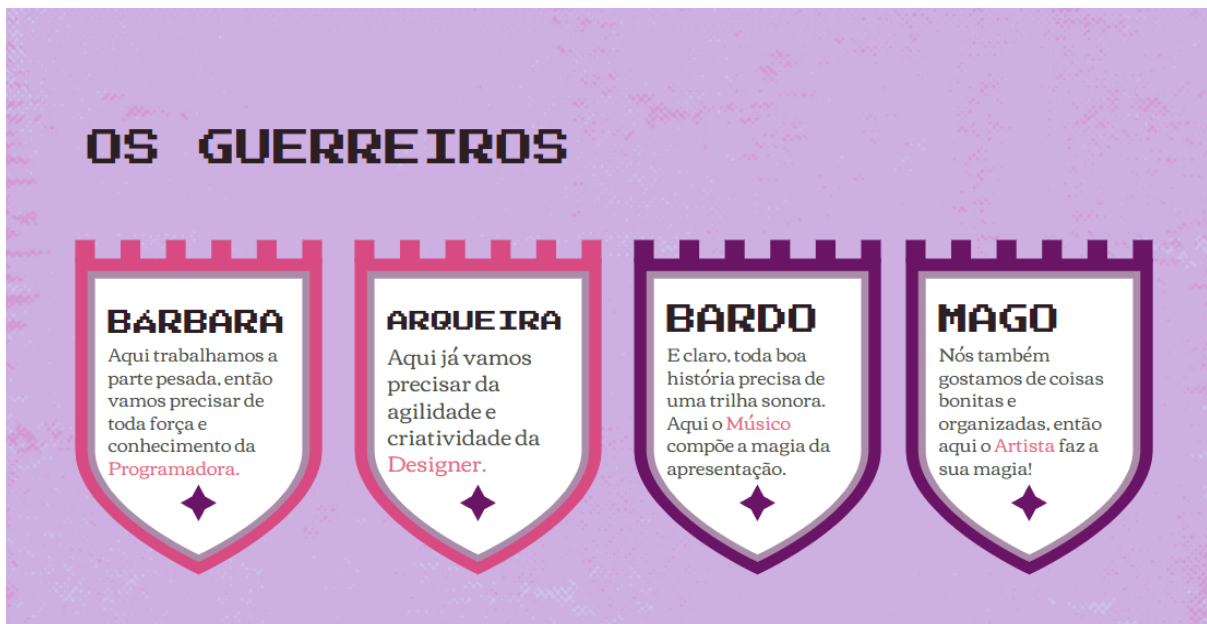 OS GUERREIROS
BáRBARA
Aqui trabalhamos a
parte pesada, então
vamos precisar de
toda força e
conhecimento da
Programadora.
ARQUEIRA
Aqui já vamos
precisar da
agilidade e
criatividade da
Designer.
BARDO
E claro, toda boa
história precisa de
uma trilha sonora.
Aqui o Músico
compõe a magia da
apresentação.
MAGO
Nós também
gostamos de coisas
bonitas e
organizadas, então
aqui o Artista faz a
sua magia!